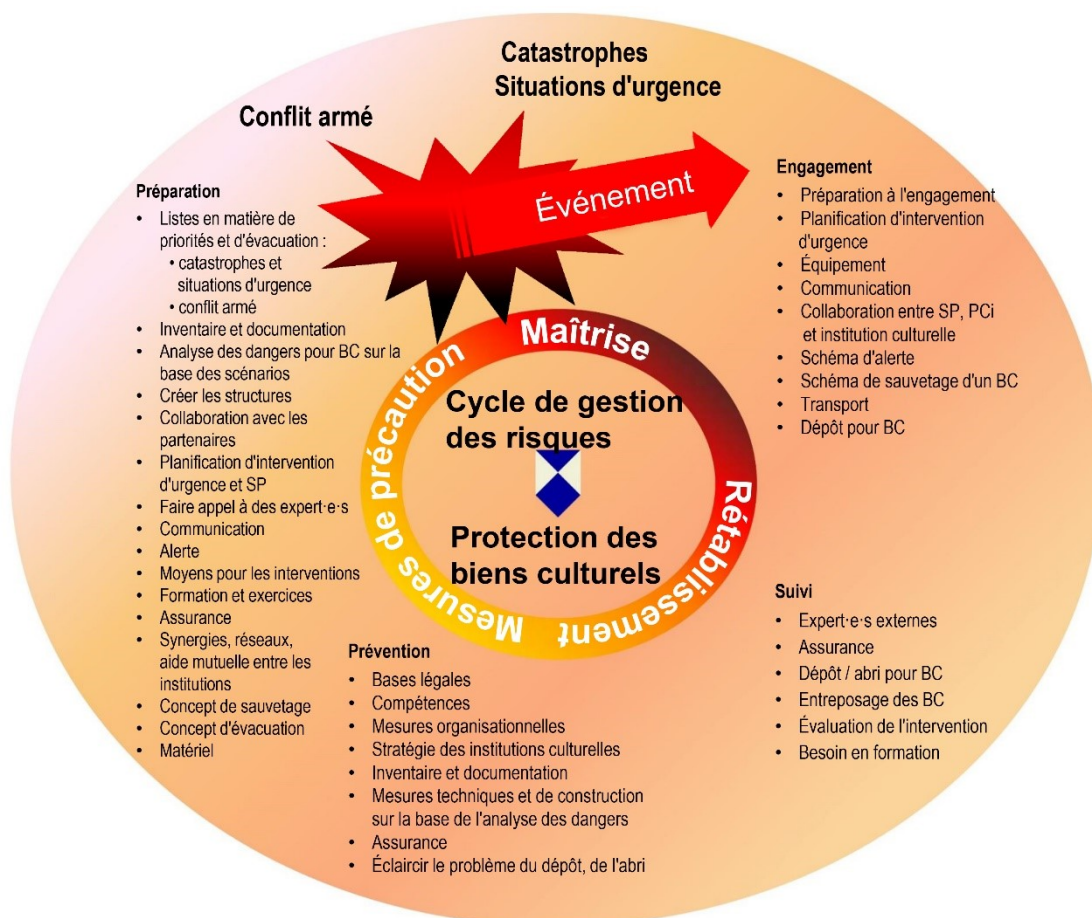 Catastrophes
Situations d'urgence
Conflit armé
Événement
Préparation
• Listes en matière de
priorités et d'évacuation :
• catastrophes et
situations d'urgence
• conflit armé
• Inventaire et documentation
• Analyse des dangers pour BC sur la
base des scénarios
• Créer les structures
• Collaboration avec les
partenaires
• Planification d'intervention
d'urgence et SP
• Faire appel à des expert·e·s
• Communication
• Alerte
• Moyens pour les interventions
• Formation et exercices
• Assurance
• Synergies, réseaux,
aide mutuelle entre les
institutions
• Concept de sauvetage
• Concept d'évacuation
• Matériel
Engagement
• Préparation à l'engagement
• Planification d'intervention
d'urgence
• Équipement
• Communication
• Collaboration entre SP, PCi
et institution culturelle
• Schéma d'alerte
• Schéma de sauvetage d'un BC
• Transport
• Dépôt pour BC
Maîtrise
Rétablissement
Mesures de précaution
Cycle de gestion
des risques
Protection des
biens culturels
Prévention
• Bases légales
• Compétences
• Mesures organisationnelles
• Stratégie des institutions culturelles
• Inventaire et documentation
• Mesures techniques et de construction
sur la base de l'analyse des dangers
• Assurance
• Éclaircir le problème du dépôt, de l'abri
Suivi
• Expert·e·s externes
• Assurance
• Dépôt / abri pour BC
• Entreposage des BC
• Évaluation de l'intervention
• Besoin en formation